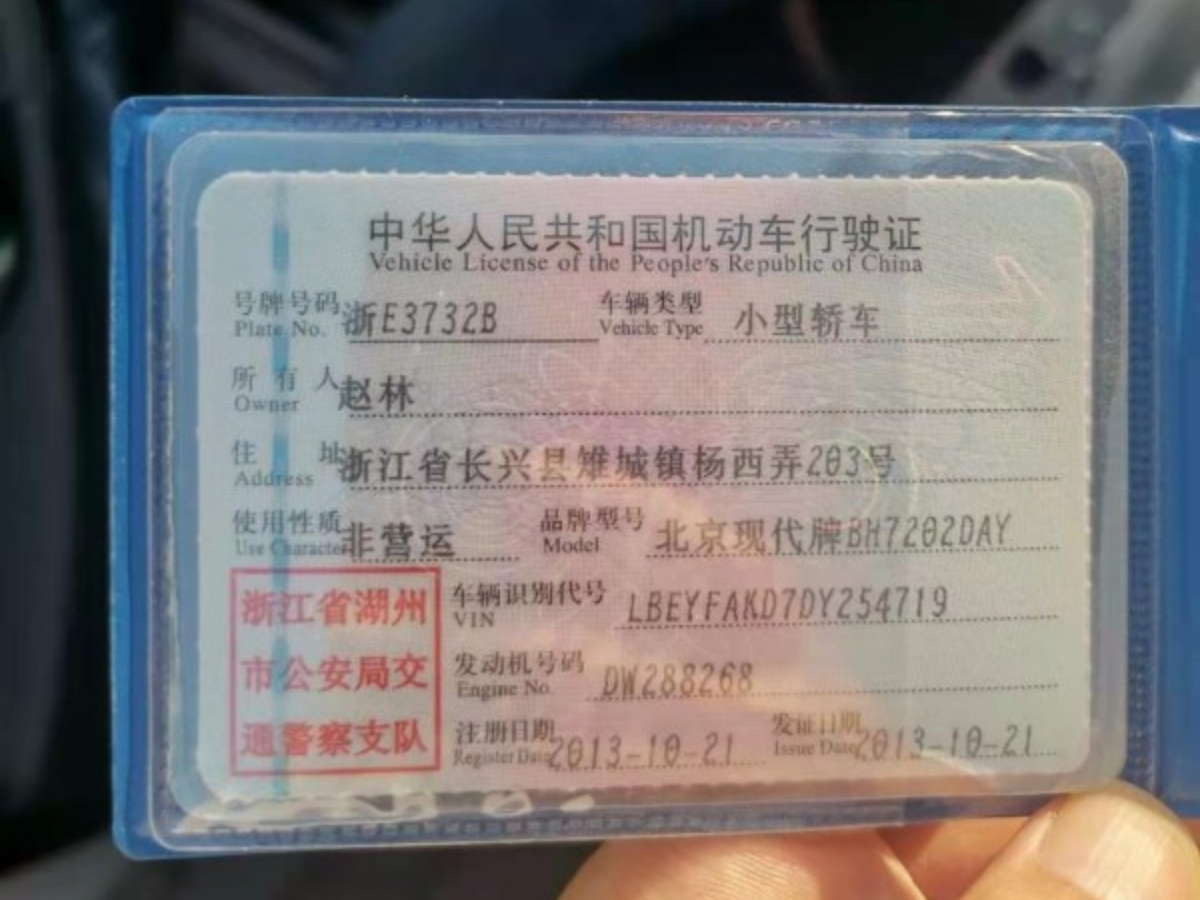 中华人民共和国机动车行驶证
Vehicle License of the People's Republic of China
号牌号码 浙E3732B 车辆类型 小型轿车
Plate No. Vehicle Type
所有人 赵林
Owner
住址 浙江省长兴县雉城镇杨西弄203号
Address
使用性质 非营运 品牌型号 北京现代牌BH7202DAY
Use Character Model
浙江省湖州
市公安局交
通警察支队
车辆识别代号 LBEYFAKD7DY254719
VIN
发动机号码 DW288268
Engine No.
注册日期 2013-10-21 发证日期 2013-10-21
Register Date Issue Date